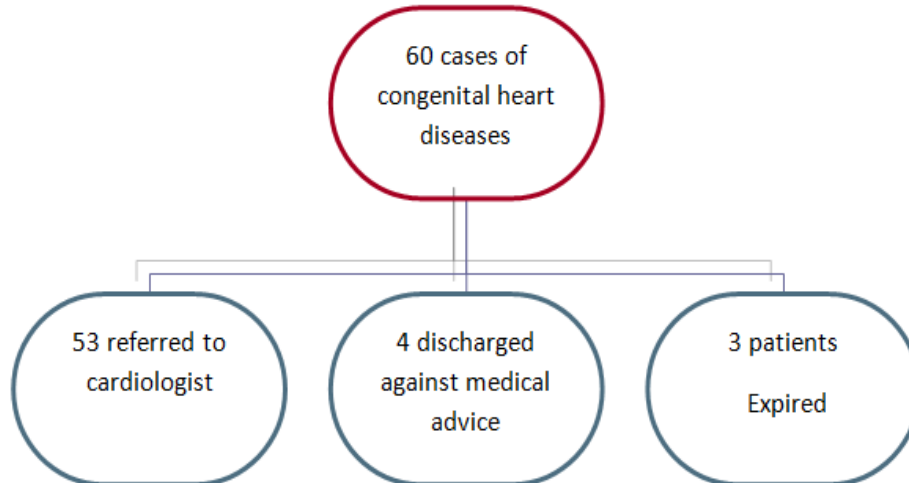 60 cases of
congenital heart
diseases
53 referred to
cardiologist
4 discharged
against medical
advice
3 patients
Expired